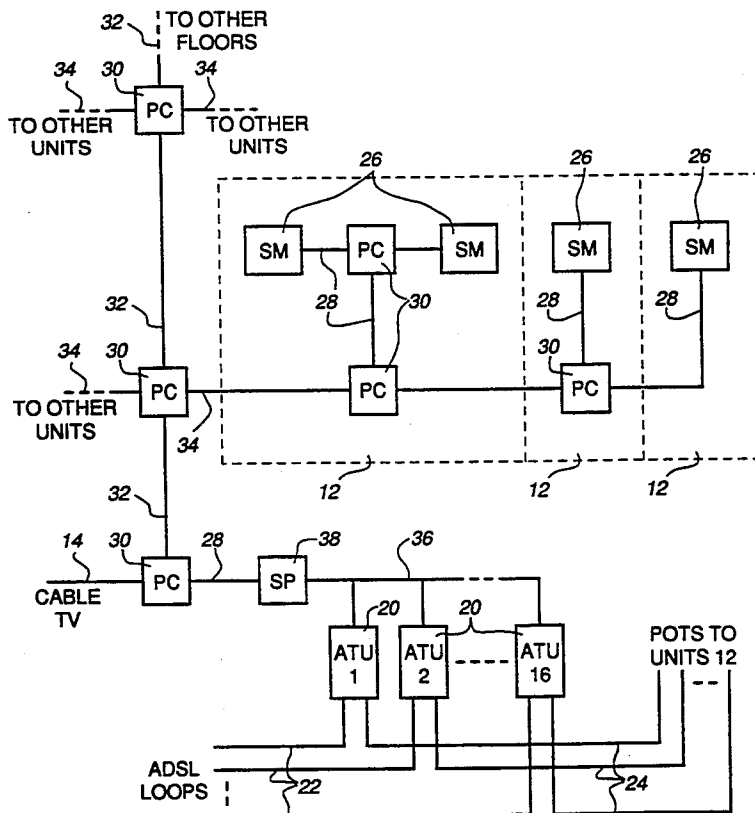 32
TO OTHER
FLOORS
34
30
34
PC
TO OTHER
UNITS
TO OTHER
UNITS
26
26
26
SM
PC
SM
SM
SM
28
28
30
28
28
32
34
30
30
PC
PC
PC
TO OTHER
UNITS
34
12
12
12
32
14
30
28
38
36
PC
SP
CABLE
TV
20
20
ATU
1
ATU
2
ATU
16
POTS TO
UNITS 12
ADSL
LOOPS
22
24